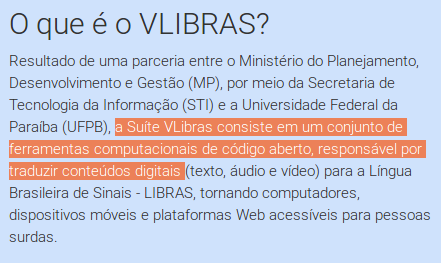 O que é o VLIBRAS?
Resultado de uma parceria entre o Ministério do Planejamento,
Desenvolvimento e Gestão (MP), por meio da Secretaria de
Tecnologia da Informação (STI) e a Universidade Federal da
Paraíba (UFPB), a Suíte VLibras consiste em um conjunto de
ferramentas computacionais de código aberto, responsável por
traduzir conteúdos digitais (texto, áudio e vídeo) para a Língua
Brasileira de Sinais - LIBRAS, tornando computadores,
dispositivos móveis e plataformas Web acessíveis para pessoas
surdas.